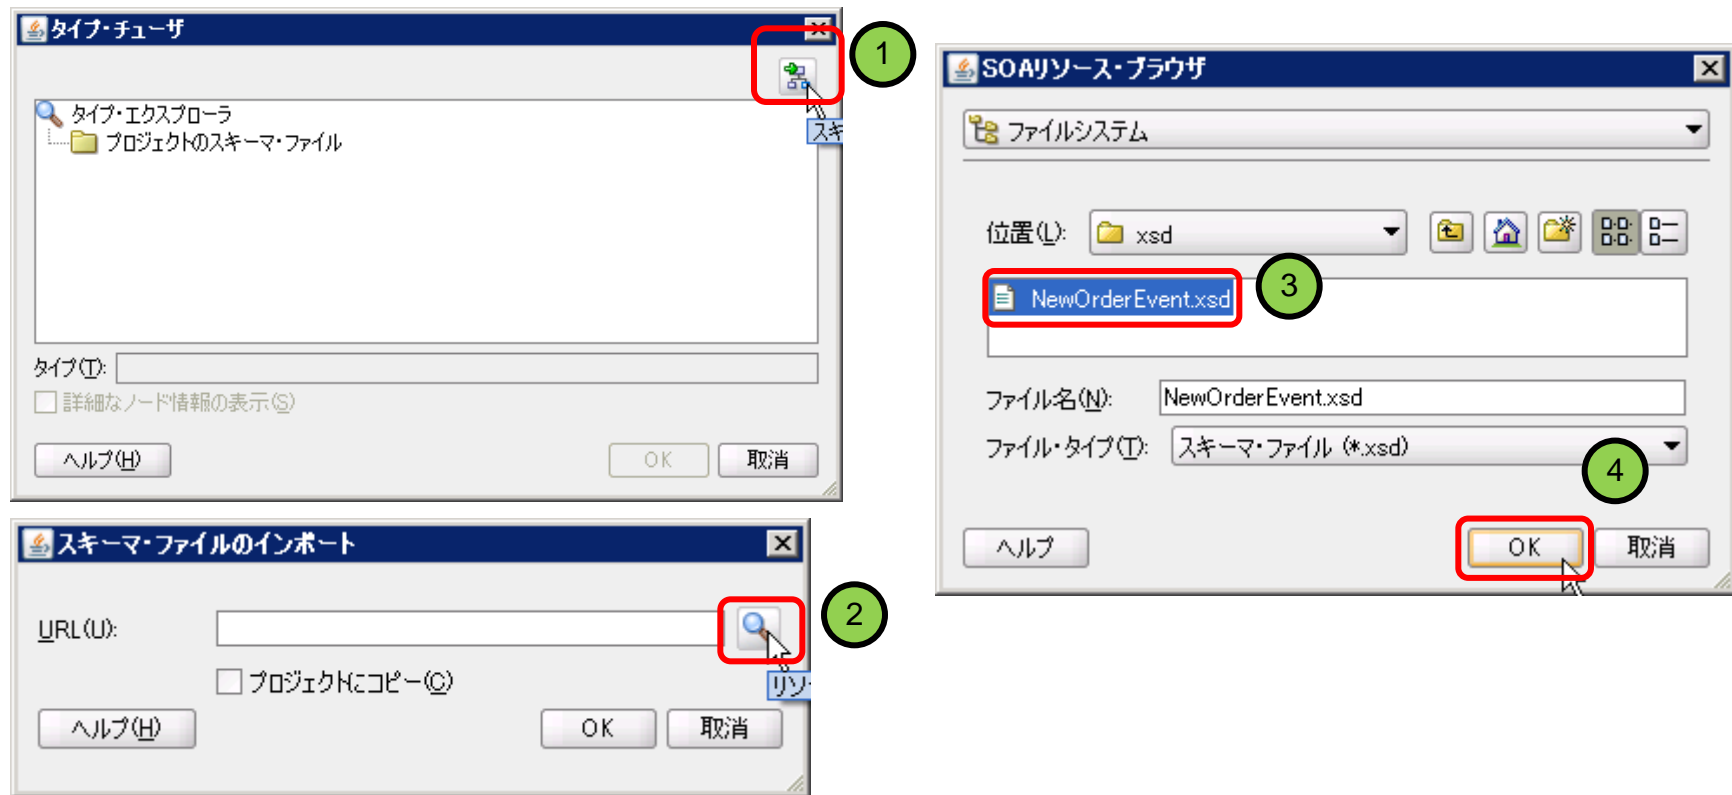 タイプ・チューザ
1
スキ
タイプ・エクスプローラ
プロジェクトのスキーマ・ファイル
タイプ(T):
詳細なノード情報の表示(S)
ヘルプ(H)
OK
取消
スキーマ・ファイルのインポート
URL(U):
2
リソ
プロジェクトにコピー(C)
ヘルプ(H)
OK
取消
SOAリソース・ブラウザ
ファイルシステム
位置(L):
xsd
NewOrderEvent.xsd
3
ファイル名(N):
NewOrderEvent.xsd
ファイル・タイプ(T):
スキーマ・ファイル (*.xsd)
4
ヘルプ
OK
取消